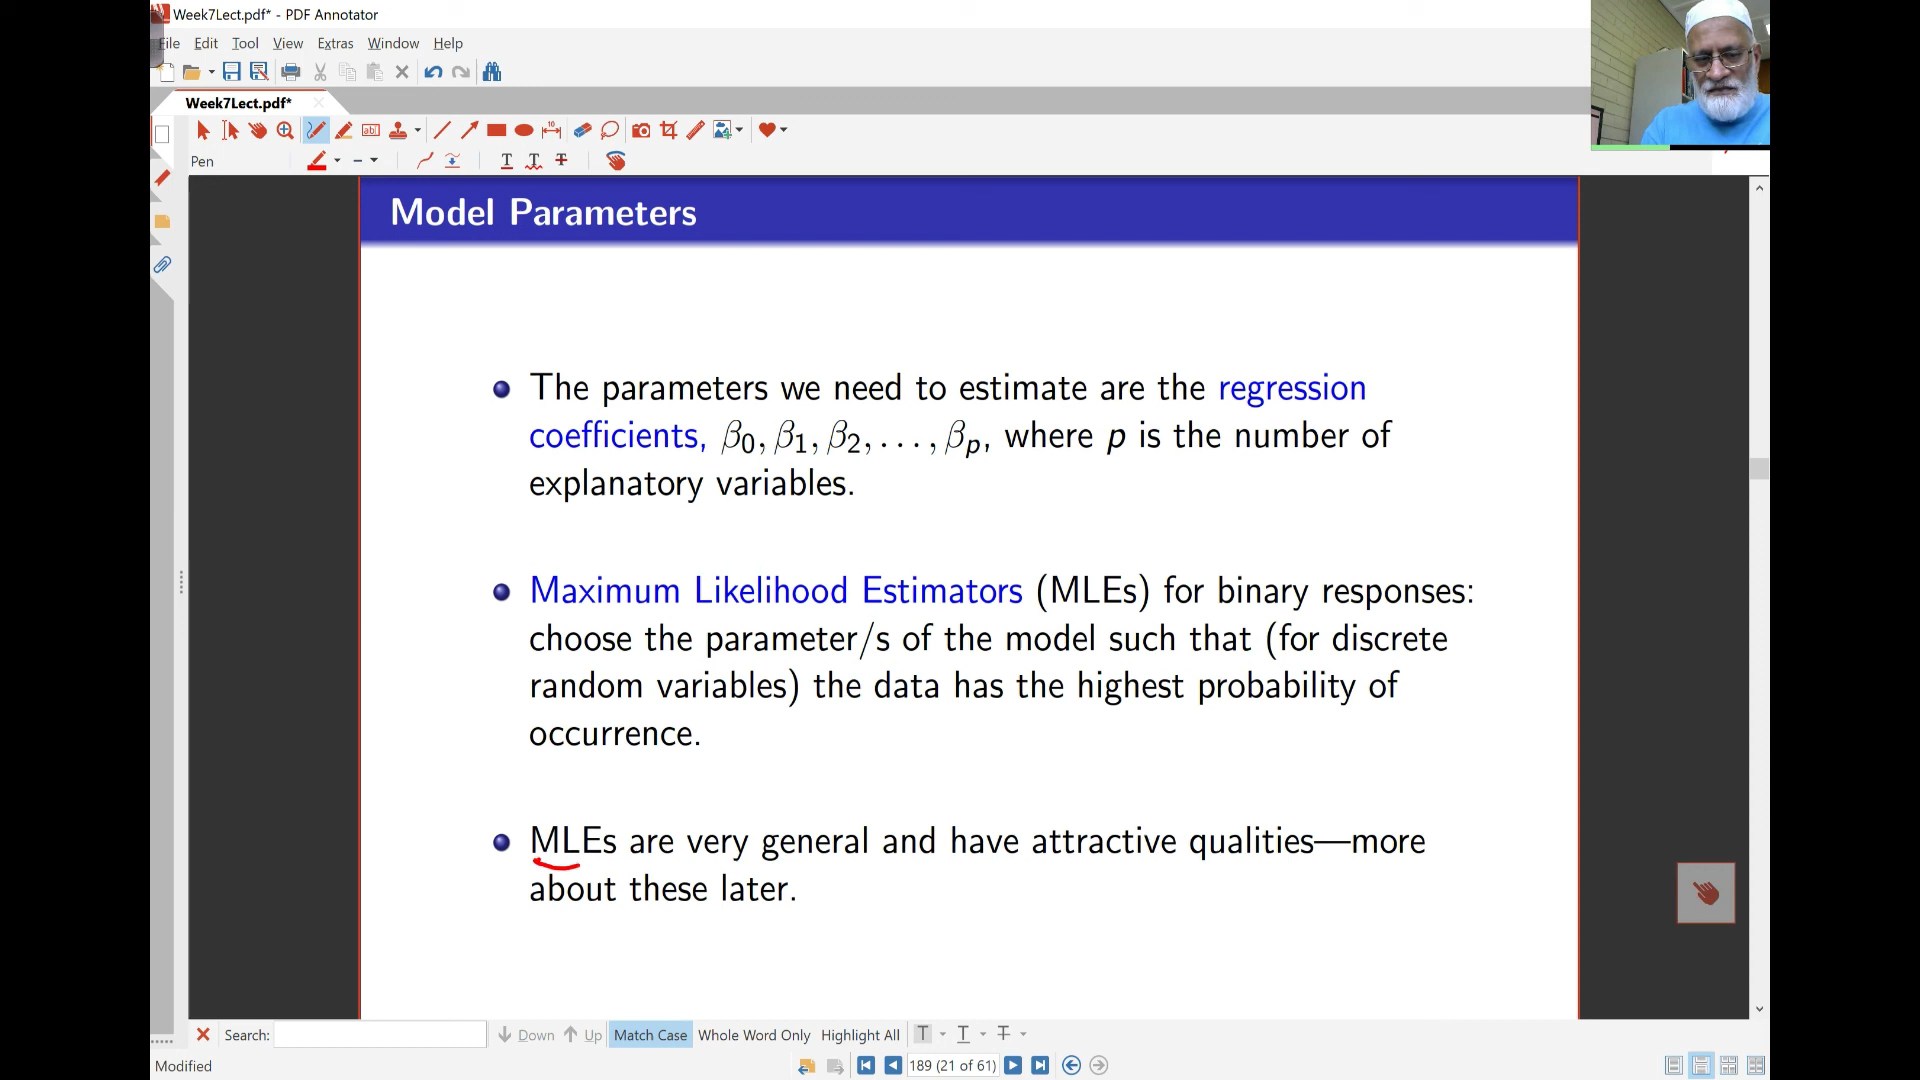 Week7Lect.pdf* - PDF Annotator
File Edit Tool View Extras Window Help
Week7Lect.pdf*
Pen
Model Parameters
The parameters we need to estimate are the regression
coefficients, β0, β1, β2, . . . , βp, where p is the number of
explanatory variables.
Maximum Likelihood Estimators (MLEs) for binary responses:
choose the parameter/s of the model such that (for discrete
random variables) the data has the highest probability of
occurrence.
MLEs are very general and have attractive qualities—more
about these later.
Search: Down Up Match Case Whole Word Only Highlight All
Modified 189 (21 of 61)